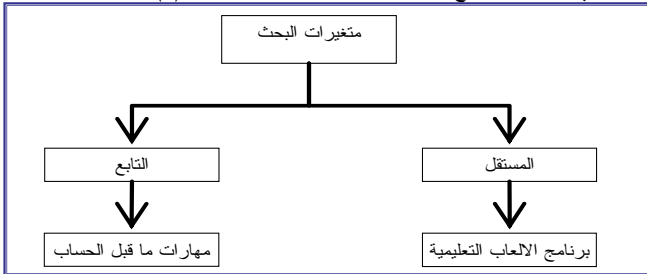 متغيرات البحث
المستقل
التابع
برنامج الالعاب التعليمية
مهارات ما قبل الحساب